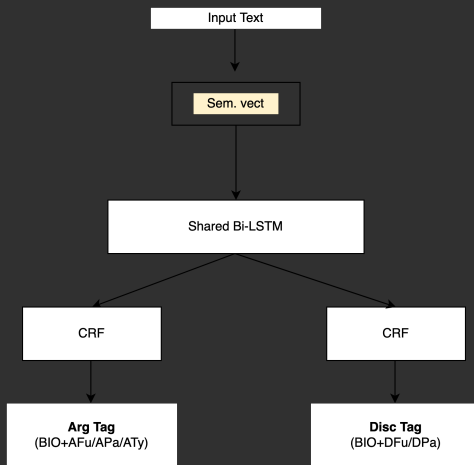 Input Text
Sem. vect
Shared Bi-LSTM
CRF
CRF
Arg Tag
(BIO+AFu/APa/ATy)
Disc Tag
(BIO+DFu/DPa)